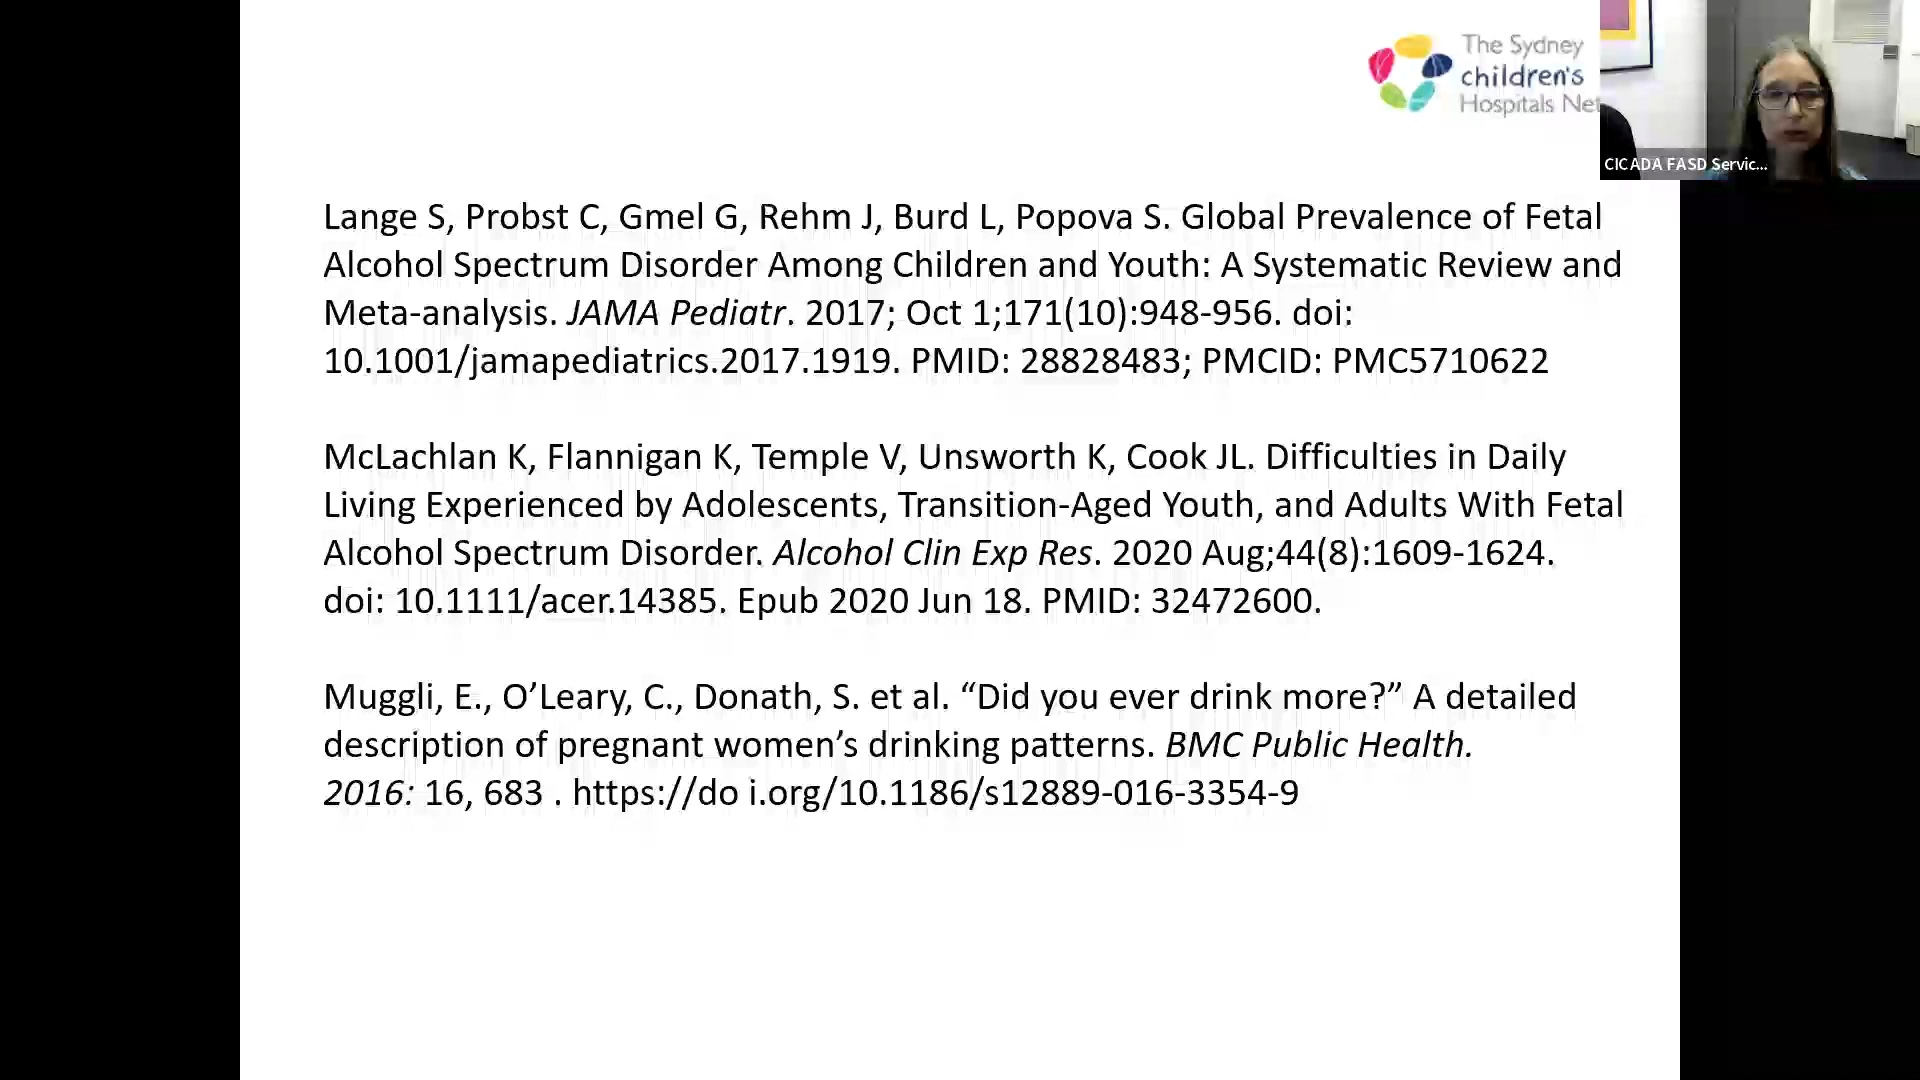 The Sydney
children's
Hospitals Net
CICADA FASD Servic...
Lange S, Probst C, Gmel G, Rehm J, Burd L, Popova S. Global Prevalence of Fetal
Alcohol Spectrum Disorder Among Children and Youth: A Systematic Review and
Meta-analysis. JAMA Pediatr. 2017; Oct 1;171(10):948-956. doi:
10.1001/jamapediatrics.2017.1919. PMID: 28828483; PMCID: PMC5710622
McLachlan K, Flannigan K, Temple V, Unsworth K, Cook JL. Difficulties in Daily
Living Experienced by Adolescents, Transition-Aged Youth, and Adults With Fetal
Alcohol Spectrum Disorder. Alcohol Clin Exp Res. 2020 Aug;44(8):1609-1624.
doi: 10.1111/acer.14385. Epub 2020 Jun 18. PMID: 32472600.
Muggli, E., O’Leary, C., Donath, S. et al. “Did you ever drink more?” A detailed
description of pregnant women’s drinking patterns. BMC Public Health.
2016: 16, 683 . https://do i.org/10.1186/s12889-016-3354-9